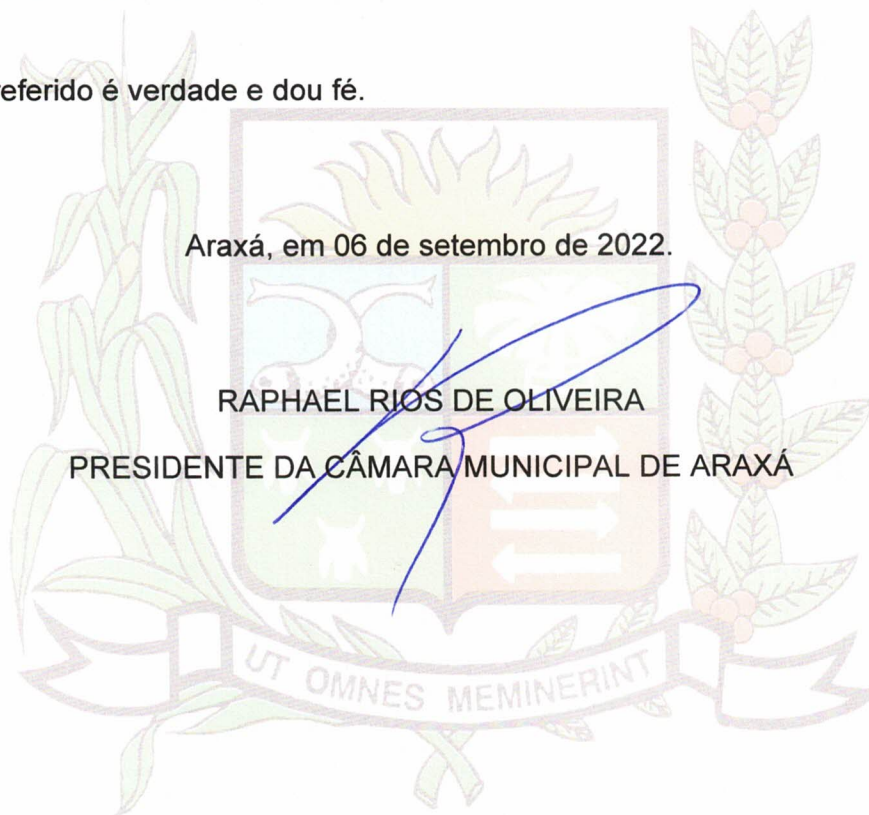 referido é verdade e dou fé.
Araxá, em 06 de setembro de 2022.
RAPHAEL RIOS DE OLIVEIRA
PRESIDENTE DA CÂMARA MUNICIPAL DE ARAXÁ
UT OMNES MEMINERINT